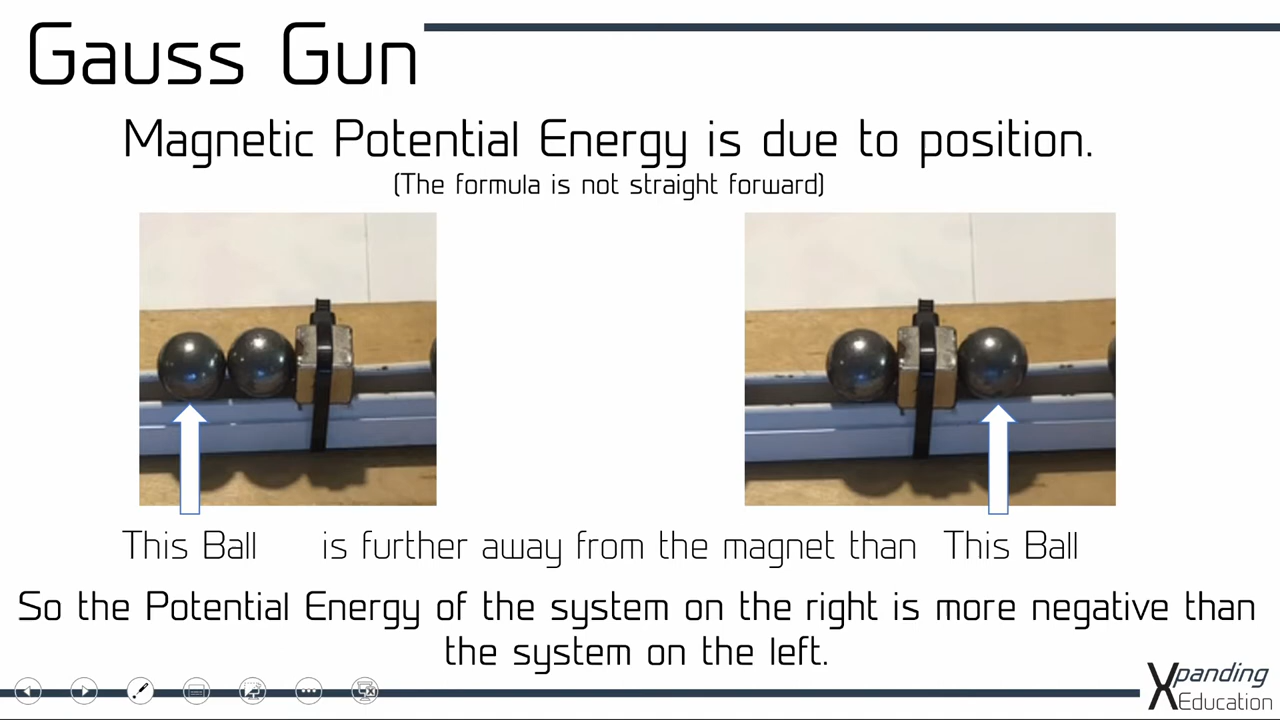 Gauss Gun
Magnetic Potential Energy is due to position.
(The formula is not straight forward)
This Ball is further away from the magnet than This Ball
So the Potential Energy of the system on the right is more negative than
the system on the left.
Xpanding
Education